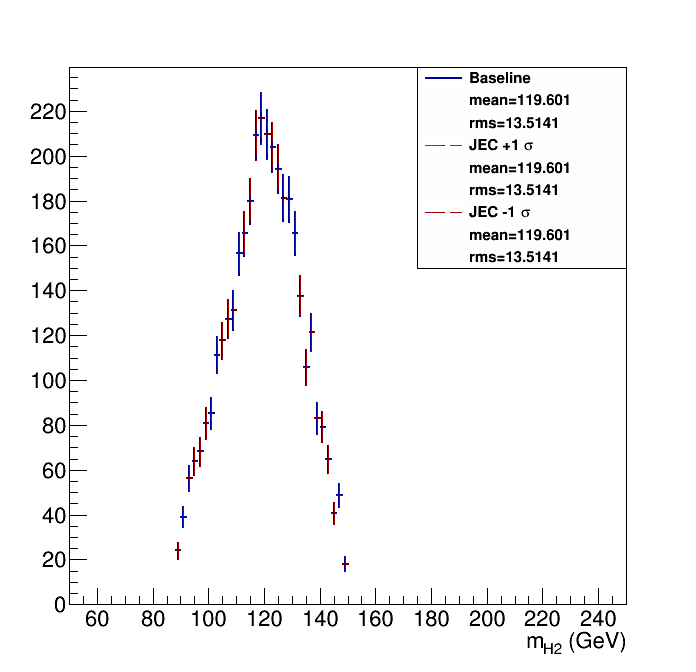 Baseline
mean=119.601
rms=13.5141
JEC +1 σ
mean=119.601
rms=13.5141
JEC -1 σ
mean=119.601
rms=13.5141
220
200
180
160
140
120
100
80
60
40
20
0
60 80 100 120 140 160 180 200 220 240
mH2 (GeV)